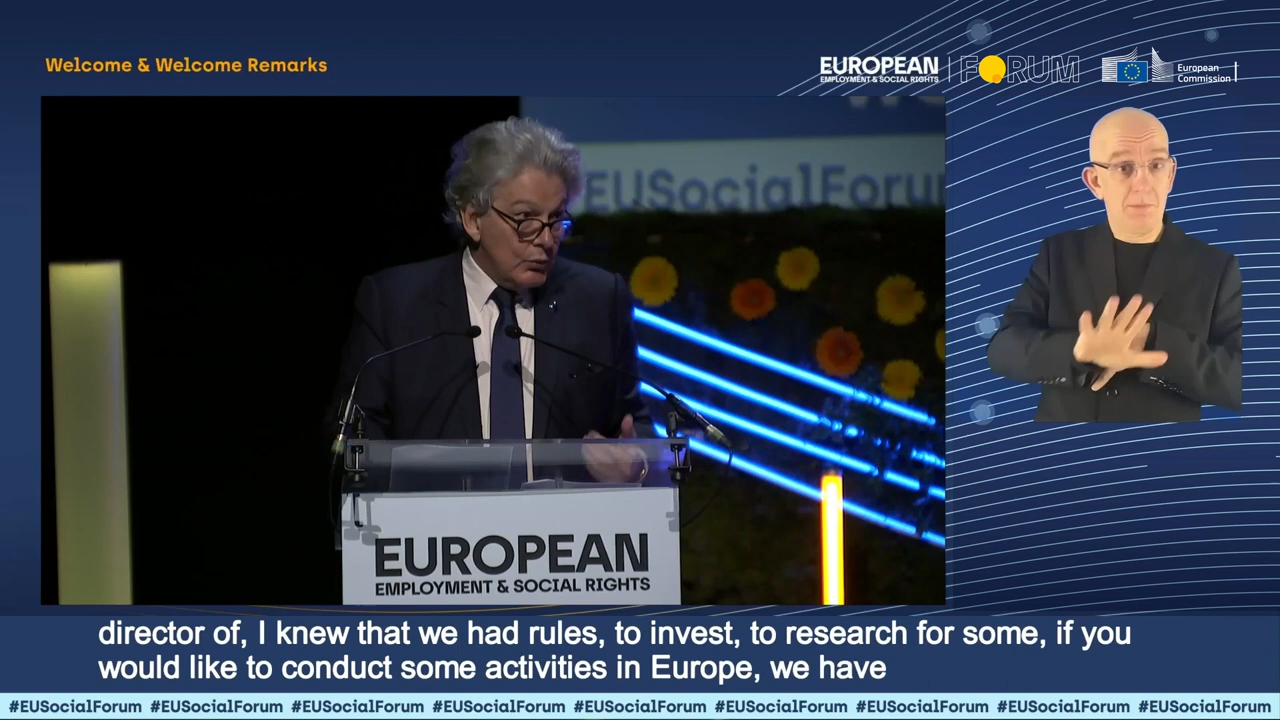 Welcome & Welcome Remarks
EUROPEAN
EMPLOYMENT & SOCIAL RIGHTS
FORUM
European
Commission
#EUSocialForum
EUROPEAN
EMPLOYMENT & SOCIAL RIGHTS
director of, I knew that we had rules, to invest, to research for some, if you
would like to conduct some activities in Europe, we have
#EUSocialForum #EUSocialForum #EUSocialForum #EUSocialForum #EUSocialForum #EUSocialForum #EUSocialForum #EUSocialForum #EUSocialForum